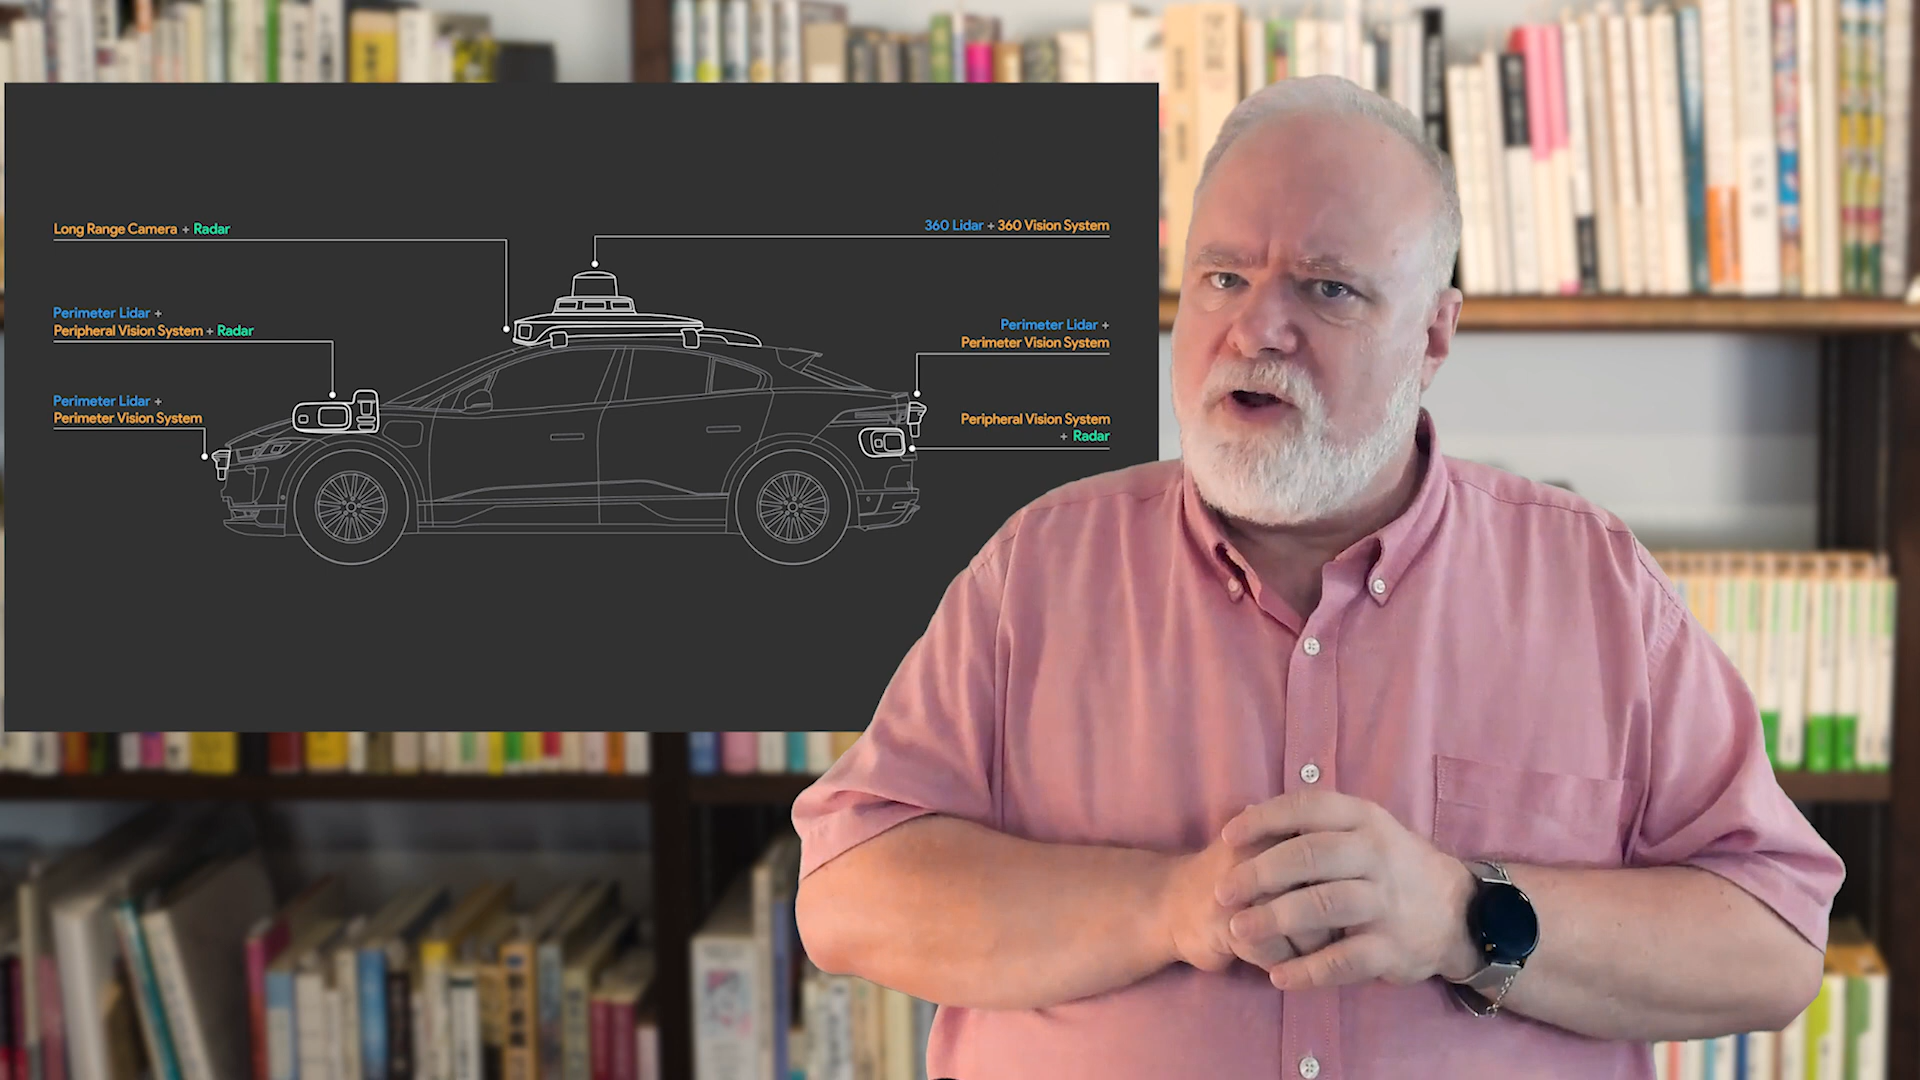 Long Range Camera + Radar
360 Lidar + 360 Vision System
Perimeter Lidar +
Peripheral Vision System + Radar
Perimeter Lidar +
Perimeter Vision System
Perimeter Lidar +
Perimeter Vision System
Peripheral Vision System
+ Radar